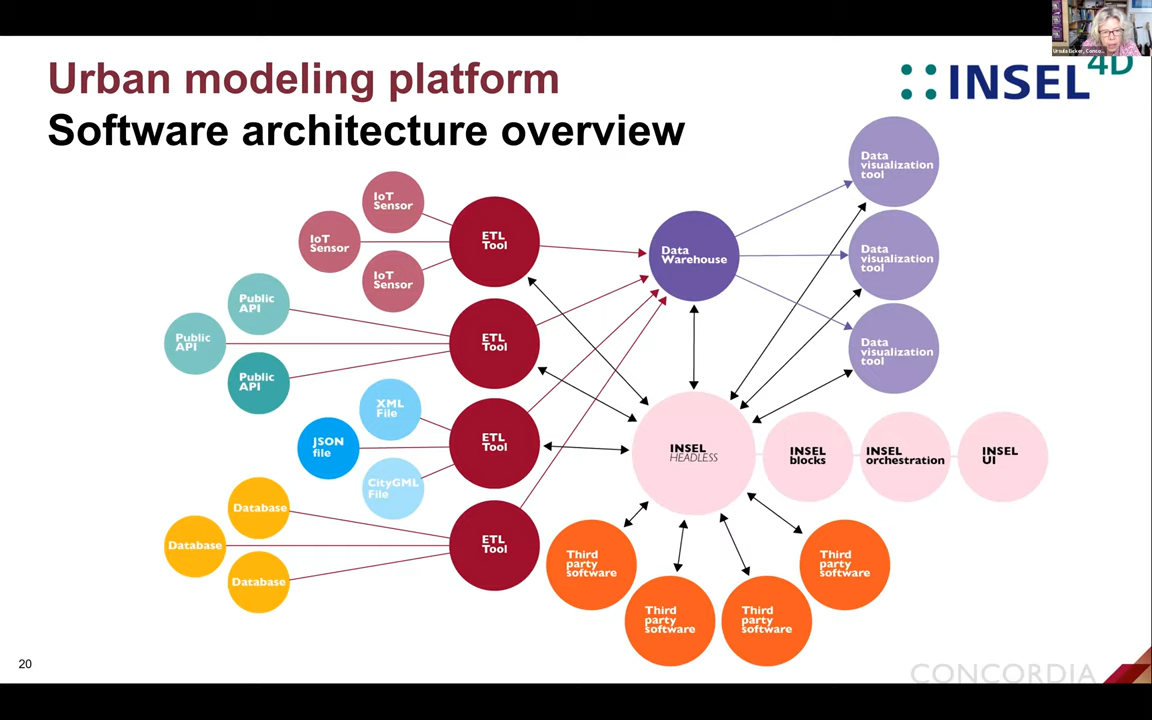 Ursula Eicker, Conco...
Urban modeling platform
Software architecture overview
INSEL
4D
IoT
Sensor
IoT
Sensor
IoT
Sensor
ETL
Tool
Public
API
Public
API
Public
API
ETL
Tool
XML
File
JSON
file
CityGML
File
ETL
Tool
Database
Database
Database
ETL
Tool
Data
Warehouse
Data
visualization
tool
Data
visualization
tool
Data
visualization
tool
INSEL
HEADLESS
INSEL
blocks
INSEL
orchestration
INSEL
UI
Third
party
software
Third
party
software
Third
party
software
Third
party
software
20
CONCORDIA